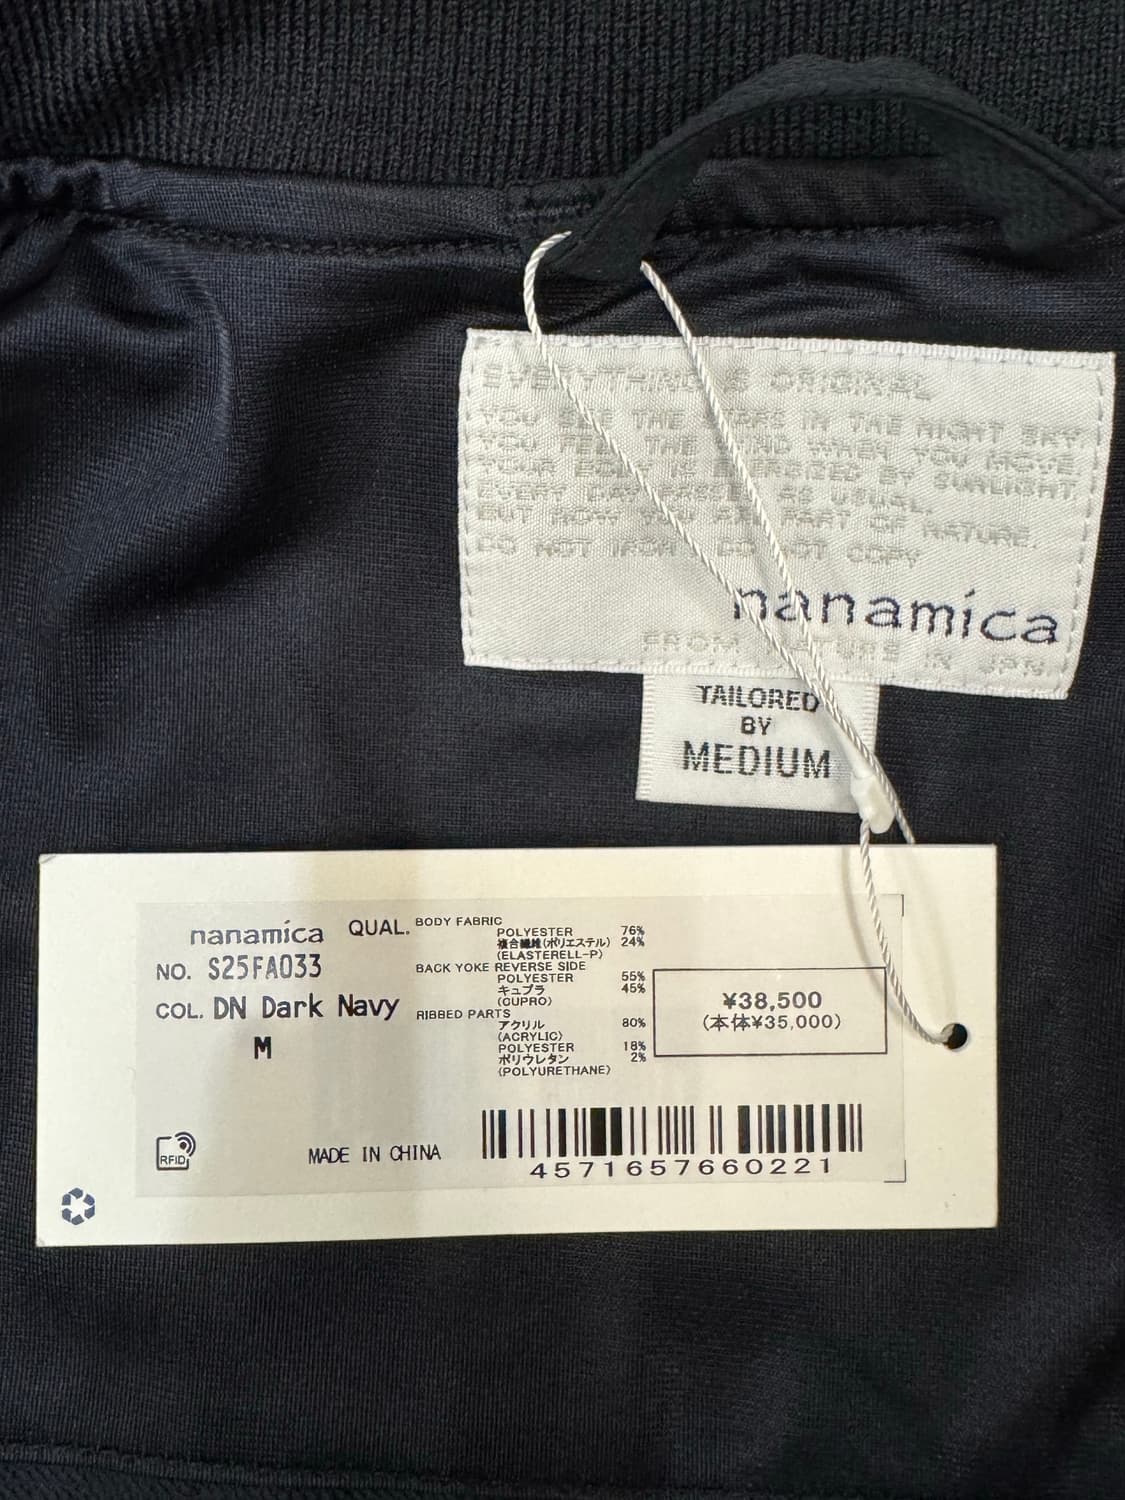 EVERYTHING IS ORIGINAL
YOU SEE THE STARS IN THE NIGHT SKY.
YOU FEEL THE WIND WHEN YOU MOVE.
YOUR BODY IS ENERGIZED BY SUNLIGHT.
EVERY DAY PASSES AS USUAL.
BUT NOW YOU ARE PART OF NATURE.
DO NOT IRON DO NOT COPY
nanamica
FROM NATURE IN JPN.
TAILORED
BY
MEDIUM
nanamica
NO. S25FA033
COL. DN Dark Navy
M
QUAL. BODY FABRIC
POLYESTER 76%
複合繊維(ポリエステル) 24%
(ELASTERELL-P)
BACK YOKE REVERSE SIDE
POLYESTER 55%
キュプラ 45%
(CUPRO)
RIBBED PARTS
アクリル 80%
(ACRYLIC)
POLYESTER 18%
ポリウレタン 2%
(POLYURETHANE)
¥38,500
(本体¥35,000)
RFID
MADE IN CHINA
4571657660221